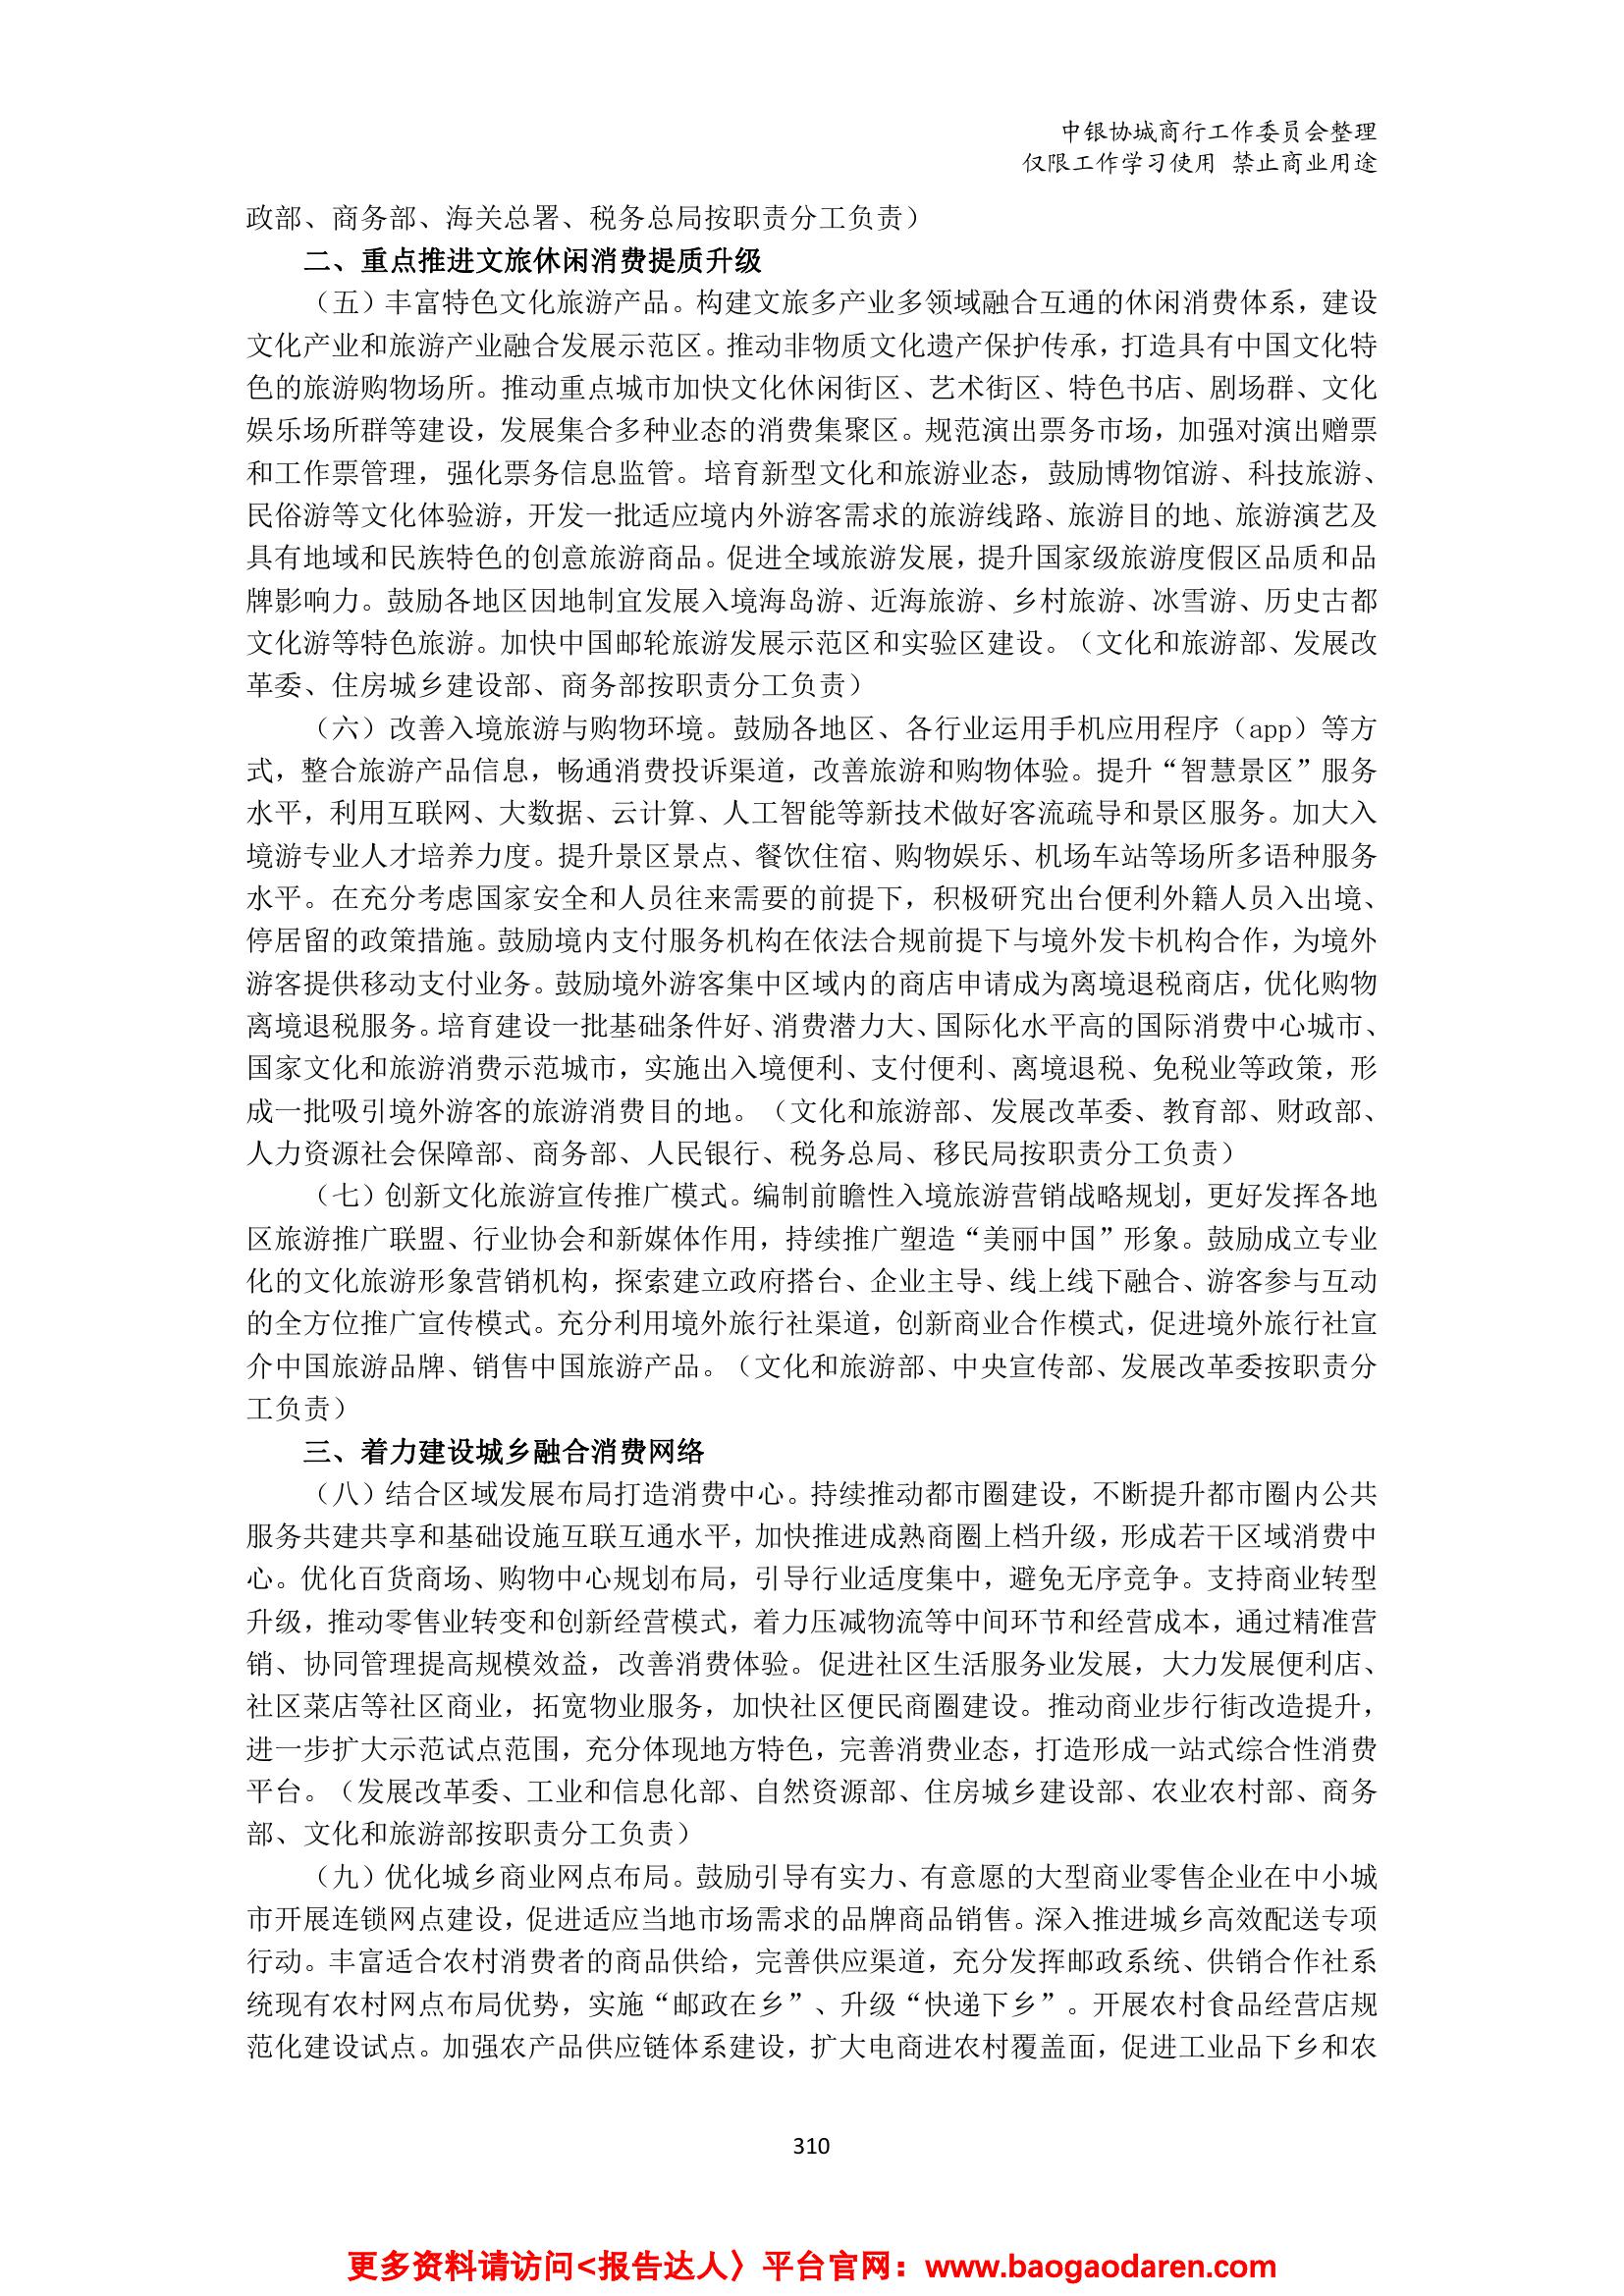 中银协城商行工作委员会整理
仅限工作学习使用 禁止商业用途
政部、商务部、海关总署、税务总局按职责分工负责）
二、重点推进文旅休闲消费提质升级
（五）丰富特色文化旅游产品。构建文旅多产业多领域融合互通的休闲消费体系，建设
文化产业和旅游产业融合发展示范区。推动非物质文化遗产保护传承，打造具有中国文化特
色的旅游购物场所。推动重点城市加快文化休闲街区、艺术街区、特色书店、剧场群、文化
娱乐场所群等建设，发展集合多种业态的消费集聚区。规范演出票务市场，加强对演出赠票
和工作票管理，强化票务信息监管。培育新型文化和旅游业态，鼓励博物馆游、科技旅游、
民俗游等文化体验游，开发一批适应境内外游客需求的旅游线路、旅游目的地、旅游演艺及
具有地域和民族特色的创意旅游商品。促进全域旅游发展，提升国家级旅游度假区品质和品
牌影响力。鼓励各地区因地制宜发展入境海岛游、近海旅游、乡村旅游、冰雪游、历史古都
文化游等特色旅游。加快中国邮轮旅游发展示范区和实验区建设。（文化和旅游部、发展改
革委、住房城乡建设部、商务部按职责分工负责）
（六）改善入境旅游与购物环境。鼓励各地区、各行业运用手机应用程序（app）等方
式，整合旅游产品信息，畅通消费投诉渠道，改善旅游和购物体验。提升“智慧景区”服务
水平，利用互联网、大数据、云计算、人工智能等新技术做好客流疏导和景区服务。加大入
境游专业人才培养力度。提升景区景点、餐饮住宿、购物娱乐、机场车站等场所多语种服务
水平。在充分考虑国家安全和人员往来需要的前提下，积极研究出台便利外籍人员入出境、
停居留的政策措施。鼓励境内支付服务机构在依法合规前提下与境外发卡机构合作，为境外
游客提供移动支付业务。鼓励境外游客集中区域内的商店申请成为离境退税商店，优化购物
离境退税服务。培育建设一批基础条件好、消费潜力大、国际化水平高的国际消费中心城市、
国家文化和旅游消费示范城市，实施出入境便利、支付便利、离境退税、免税业等政策，形
成一批吸引境外游客的旅游消费目的地。（文化和旅游部、发展改革委、教育部、财政部、
人力资源社会保障部、商务部、人民银行、税务总局、移民局按职责分工负责）
（七）创新文化旅游宣传推广模式。编制前瞻性入境旅游营销战略规划，更好发挥各地
区旅游推广联盟、行业协会和新媒体作用，持续推广塑造“美丽中国”形象。鼓励成立专业
化的文化旅游形象营销机构，探索建立政府搭台、企业主导、线上线下融合、游客参与互动
的全方位推广宣传模式。充分利用境外旅行社渠道，创新商业合作模式，促进境外旅行社宣
介中国旅游品牌、销售中国旅游产品。（文化和旅游部、中央宣传部、发展改革委按职责分
工负责）
三、着力建设城乡融合消费网络
（八）结合区域发展布局打造消费中心。持续推动都市圈建设，不断提升都市圈内公共
服务共建共享和基础设施互联互通水平，加快推进成熟商圈上档升级，形成若干区域消费中
心。优化百货商场、购物中心规划布局，引导行业适度集中，避免无序竞争。支持商业转型
升级，推动零售业转变和创新经营模式，着力压减物流等中间环节和经营成本，通过精准营
销、协同管理提高规模效益，改善消费体验。促进社区生活服务业发展，大力发展便利店、
社区菜店等社区商业，拓宽物业服务，加快社区便民商圈建设。推动商业步行街改造提升，
进一步扩大示范试点范围，充分体现地方特色，完善消费业态，打造形成一站式综合性消费
平台。（发展改革委、工业和信息化部、自然资源部、住房城乡建设部、农业农村部、商务
部、文化和旅游部按职责分工负责）
（九）优化城乡商业网点布局。鼓励引导有实力、有意愿的大型商业零售企业在中小城
市开展连锁网点建设，促进适应当地市场需求的品牌商品销售。深入推进城乡高效配送专项
行动。丰富适合农村消费者的商品供给，完善供应渠道，充分发挥邮政系统、供销合作社系
统现有农村网点布局优势，实施“邮政在乡”、升级“快递下乡”。开展农村食品经营店规
范化建设试点。加强农产品供应链体系建设，扩大电商进农村覆盖面，促进工业品下乡和农
310
更多资料请访问<报告达人〉平台官网：www.baogaodaren.com